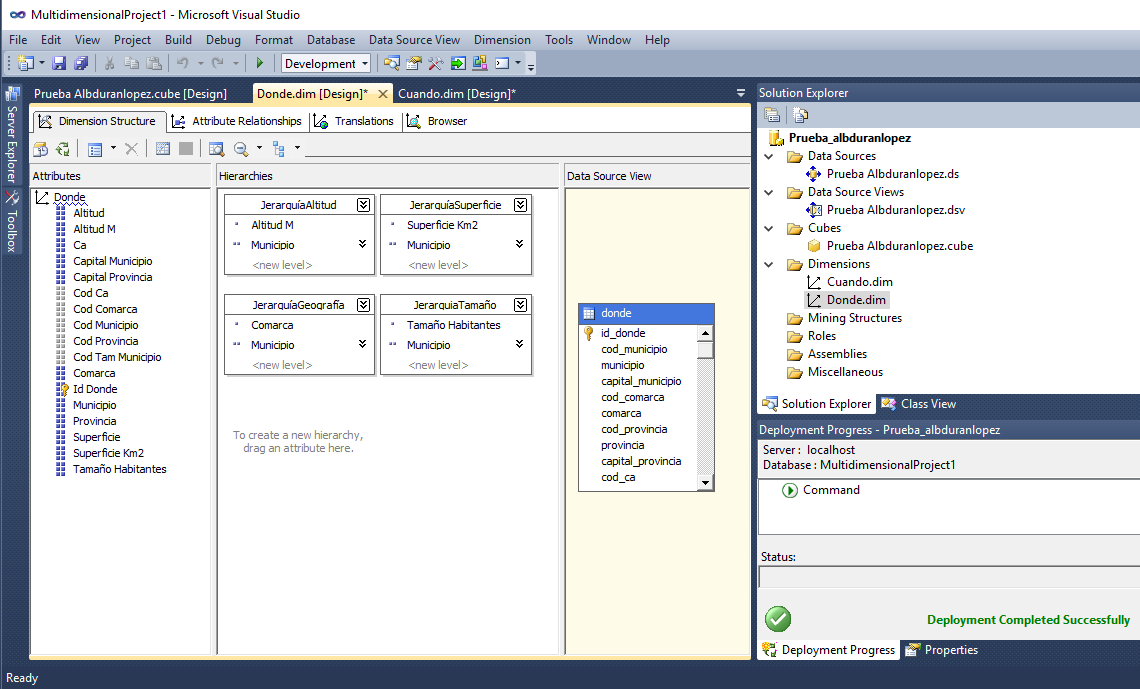 MultidimensionalProject1 - Microsoft Visual Studio
File Edit View Project Build Debug Format Database Data Source View Dimension Tools Window Help
Development
Server Explorer
Toolbox
Prueba Albduranlopez.cube [Design] Donde.dim [Design]* Cuando.dim [Design]*
Dimension Structure Attribute Relationships Translations Browser
Attributes
Donde
Altitud
Altitud M
Ca
Capital Municipio
Capital Provincia
Cod Ca
Cod Comarca
Cod Municipio
Cod Provincia
Cod Tam Municipio
Comarca
Id Donde
Municipio
Provincia
Superficie
Superficie Km2
Tamaño Habitantes
Hierarchies
JerarquíaAltitud
Altitud M
Municipio
<new level>
JerarquíaSuperficie
Superficie Km2
Municipio
<new level>
JerarquíaGeografía
Comarca
Municipio
<new level>
JerarquiaTamaño
Tamaño Habitantes
Municipio
<new level>
To create a new hierarchy,
drag an attribute here.
Data Source View
donde
id_donde
cod_municipio
municipio
capital_municipio
cod_comarca
comarca
cod_provincia
provincia
capital_provincia
cod_ca
Solution Explorer
Prueba_albduranlopez
Data Sources
Prueba Albduranlopez.ds
Data Source Views
Prueba Albduranlopez.dsv
Cubes
Prueba Albduranlopez.cube
Dimensions
Cuando.dim
Donde.dim
Mining Structures
Roles
Assemblies
Miscellaneous
Solution Explorer Class View
Deployment Progress - Prueba_albduranlopez
Server : localhost
Database : MultidimensionalProject1
Command
Status:
Deployment Completed Successfully
Deployment Progress Properties
Ready